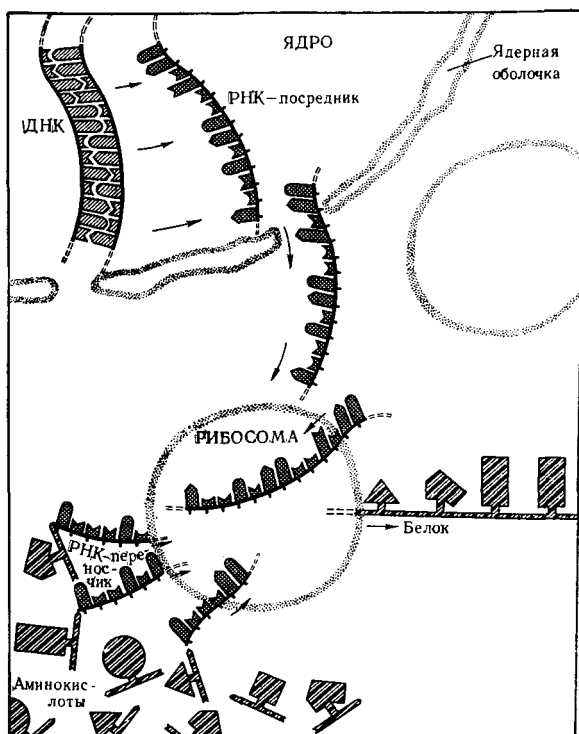 ЯДРО
Ядерная
оболочка
РНК-посредник
ДНК
РИБОСОМА
Белок
РНК-пере
нос-
чик
Аминокис-
лоты